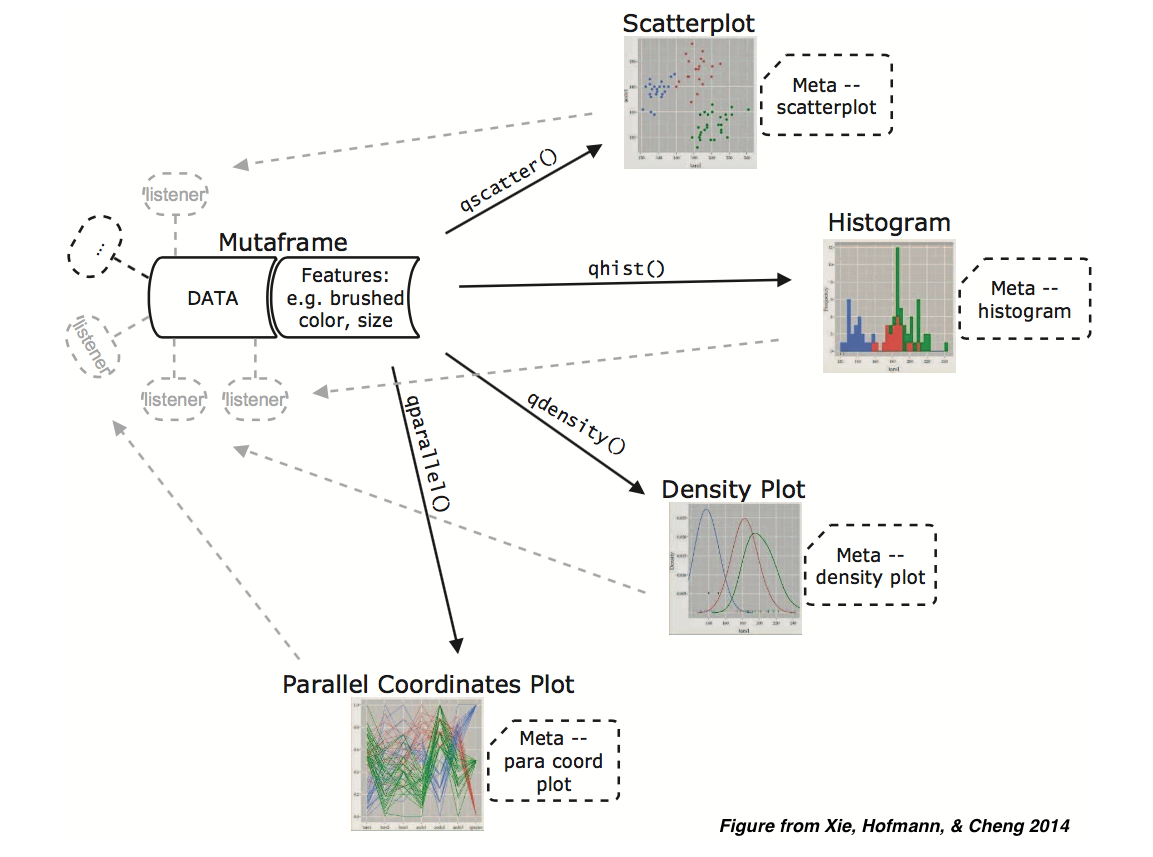 Scatterplot
Meta --
scatterplot
qscatter()
listener
...
Mutaframe
DATA
Features:
e.g. brushed
color, size
qhist()
Histogram
Meta --
histogram
listener
listener
listener
qparallel()
qdensity()
Density Plot
Density
Meta --
density plot
Parallel Coordinates Plot
Meta --
para coord
plot
Figure from Xie, Hofmann, & Cheng 2014